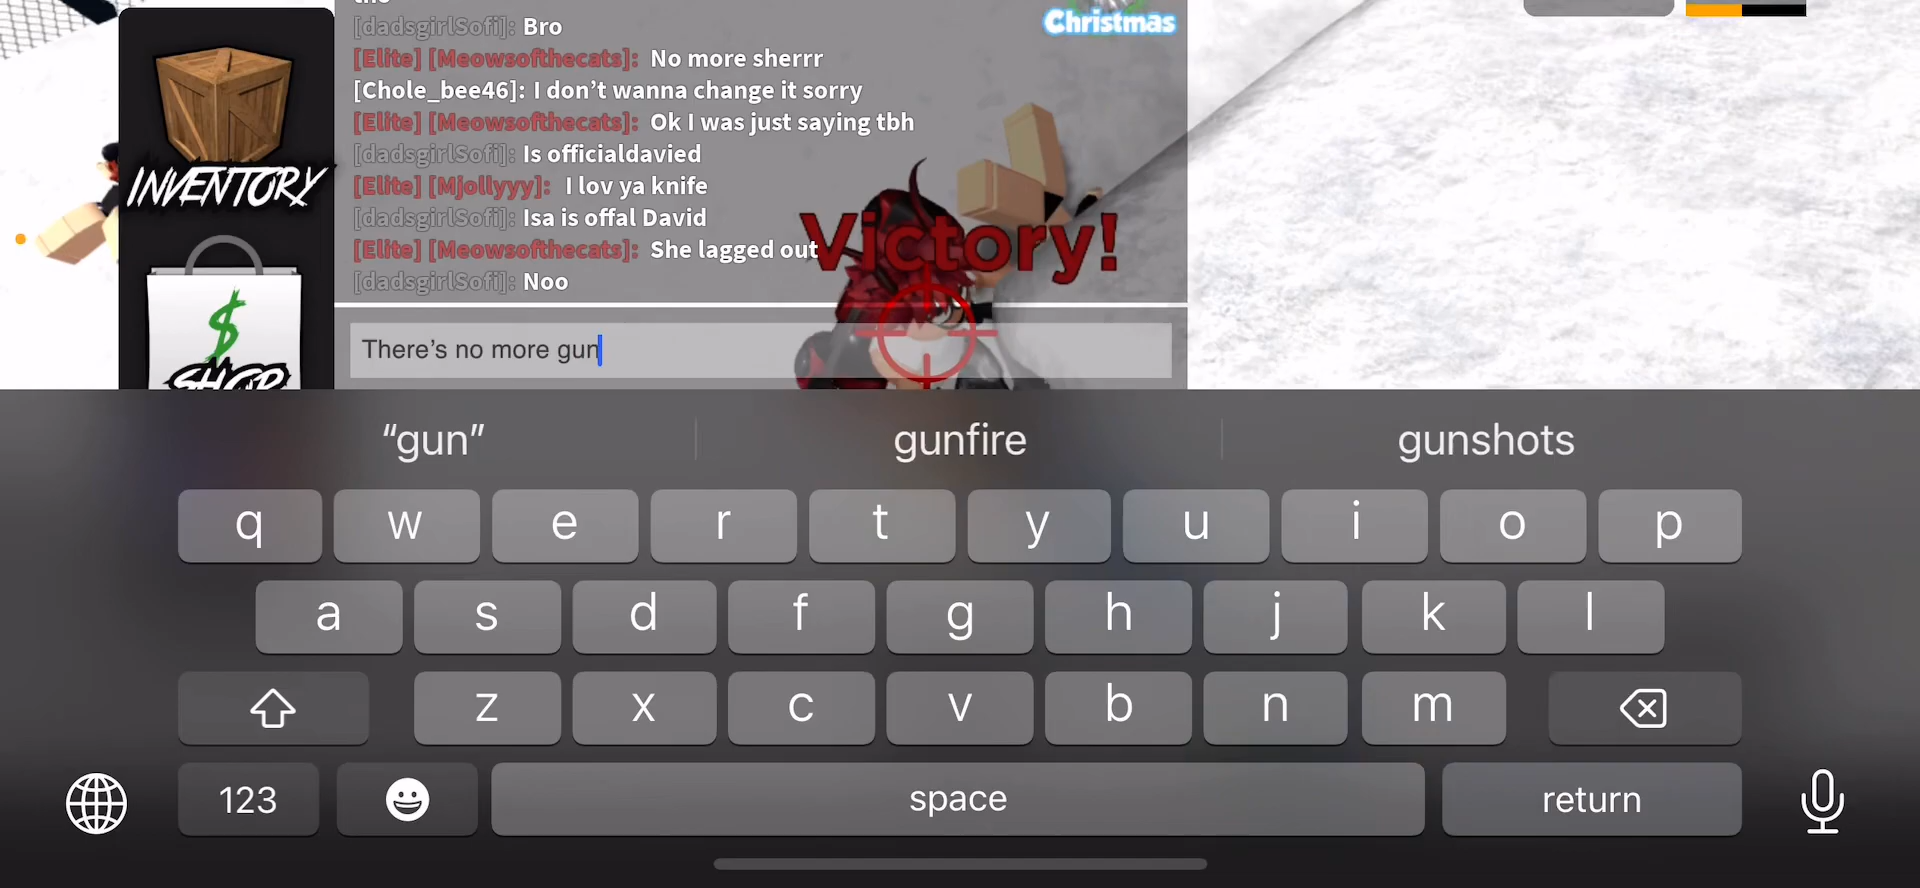 Christmas
[dadsgirlSofi]: Bro
[Elite] [Meowsofthecats]: No more sherrr
[Chole_bee46]: I don’t wanna change it sorry
[Elite] [Meowsofthecats]: Ok I was just saying tbh
[dadsgirlSofi]: Is officialdavied
[Elite] [Mjollyyy]: I lov ya knife
[dadsgirlSofi]: Isa is offal David
[Elite] [Meowsofthecats]: She lagged out
[dadsgirlSofi]: Noo
INVENTORY
Victory!
$
SHOP
There’s no more gun
“gun” gunfire gunshots
q w e r t y u i o p
a s d f g h j k l
z x c v b n m
123 space return